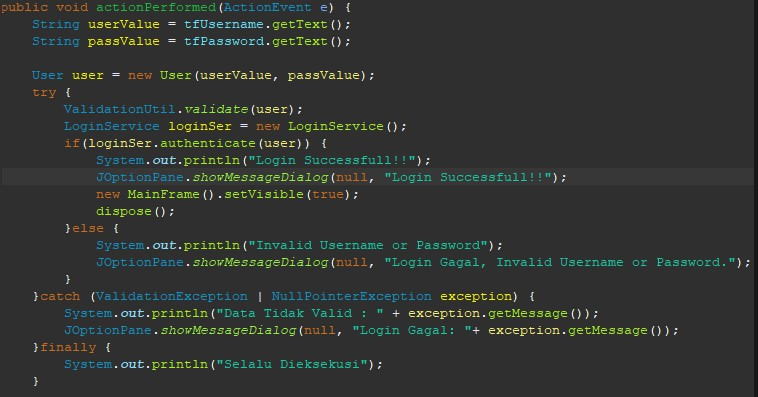 public void actionPerformed(ActionEvent e) {
    String userValue = tfUsername.getText();
    String passValue = tfPassword.getText();

    User user = new User(userValue, passValue);
    try {
        ValidationUtil.validate(user);
        LoginService loginSer = new LoginService();
        if(loginSer.authenticate(user)) {
            System.out.println("Login Successfull!!");
            JOptionPane.showMessageDialog(null, "Login Successfull!!");
            new MainFrame().setVisible(true);
            dispose();
        }else {
            System.out.println("Invalid Username or Password");
            JOptionPane.showMessageDialog(null, "Login Gagal, Invalid Username or Password.");
        }
    }catch (ValidationException | NullPointerException exception) {
        System.out.println("Data Tidak Valid : " + exception.getMessage());
        JOptionPane.showMessageDialog(null, "Login Gagal: "+ exception.getMessage());
    }finally {
        System.out.println("Selalu Dieksekusi");
    }